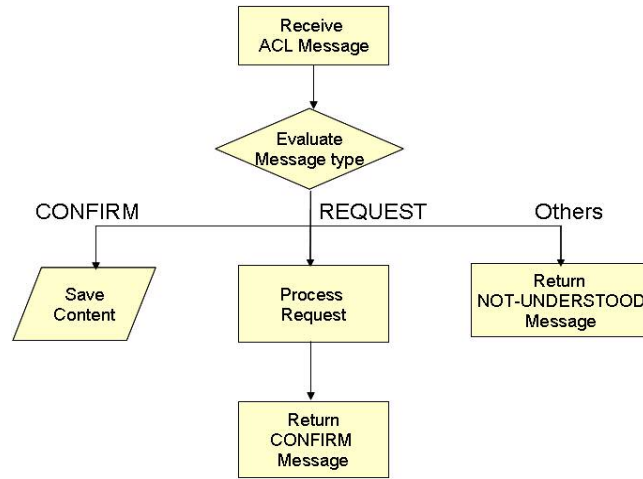 Receive
ACL Message
Evaluate
Message type
CONFIRM
REQUEST
Others
Save
Content
Process
Request
Return
NOT-UNDERSTOOD
Message
Return
CONFIRM
Message